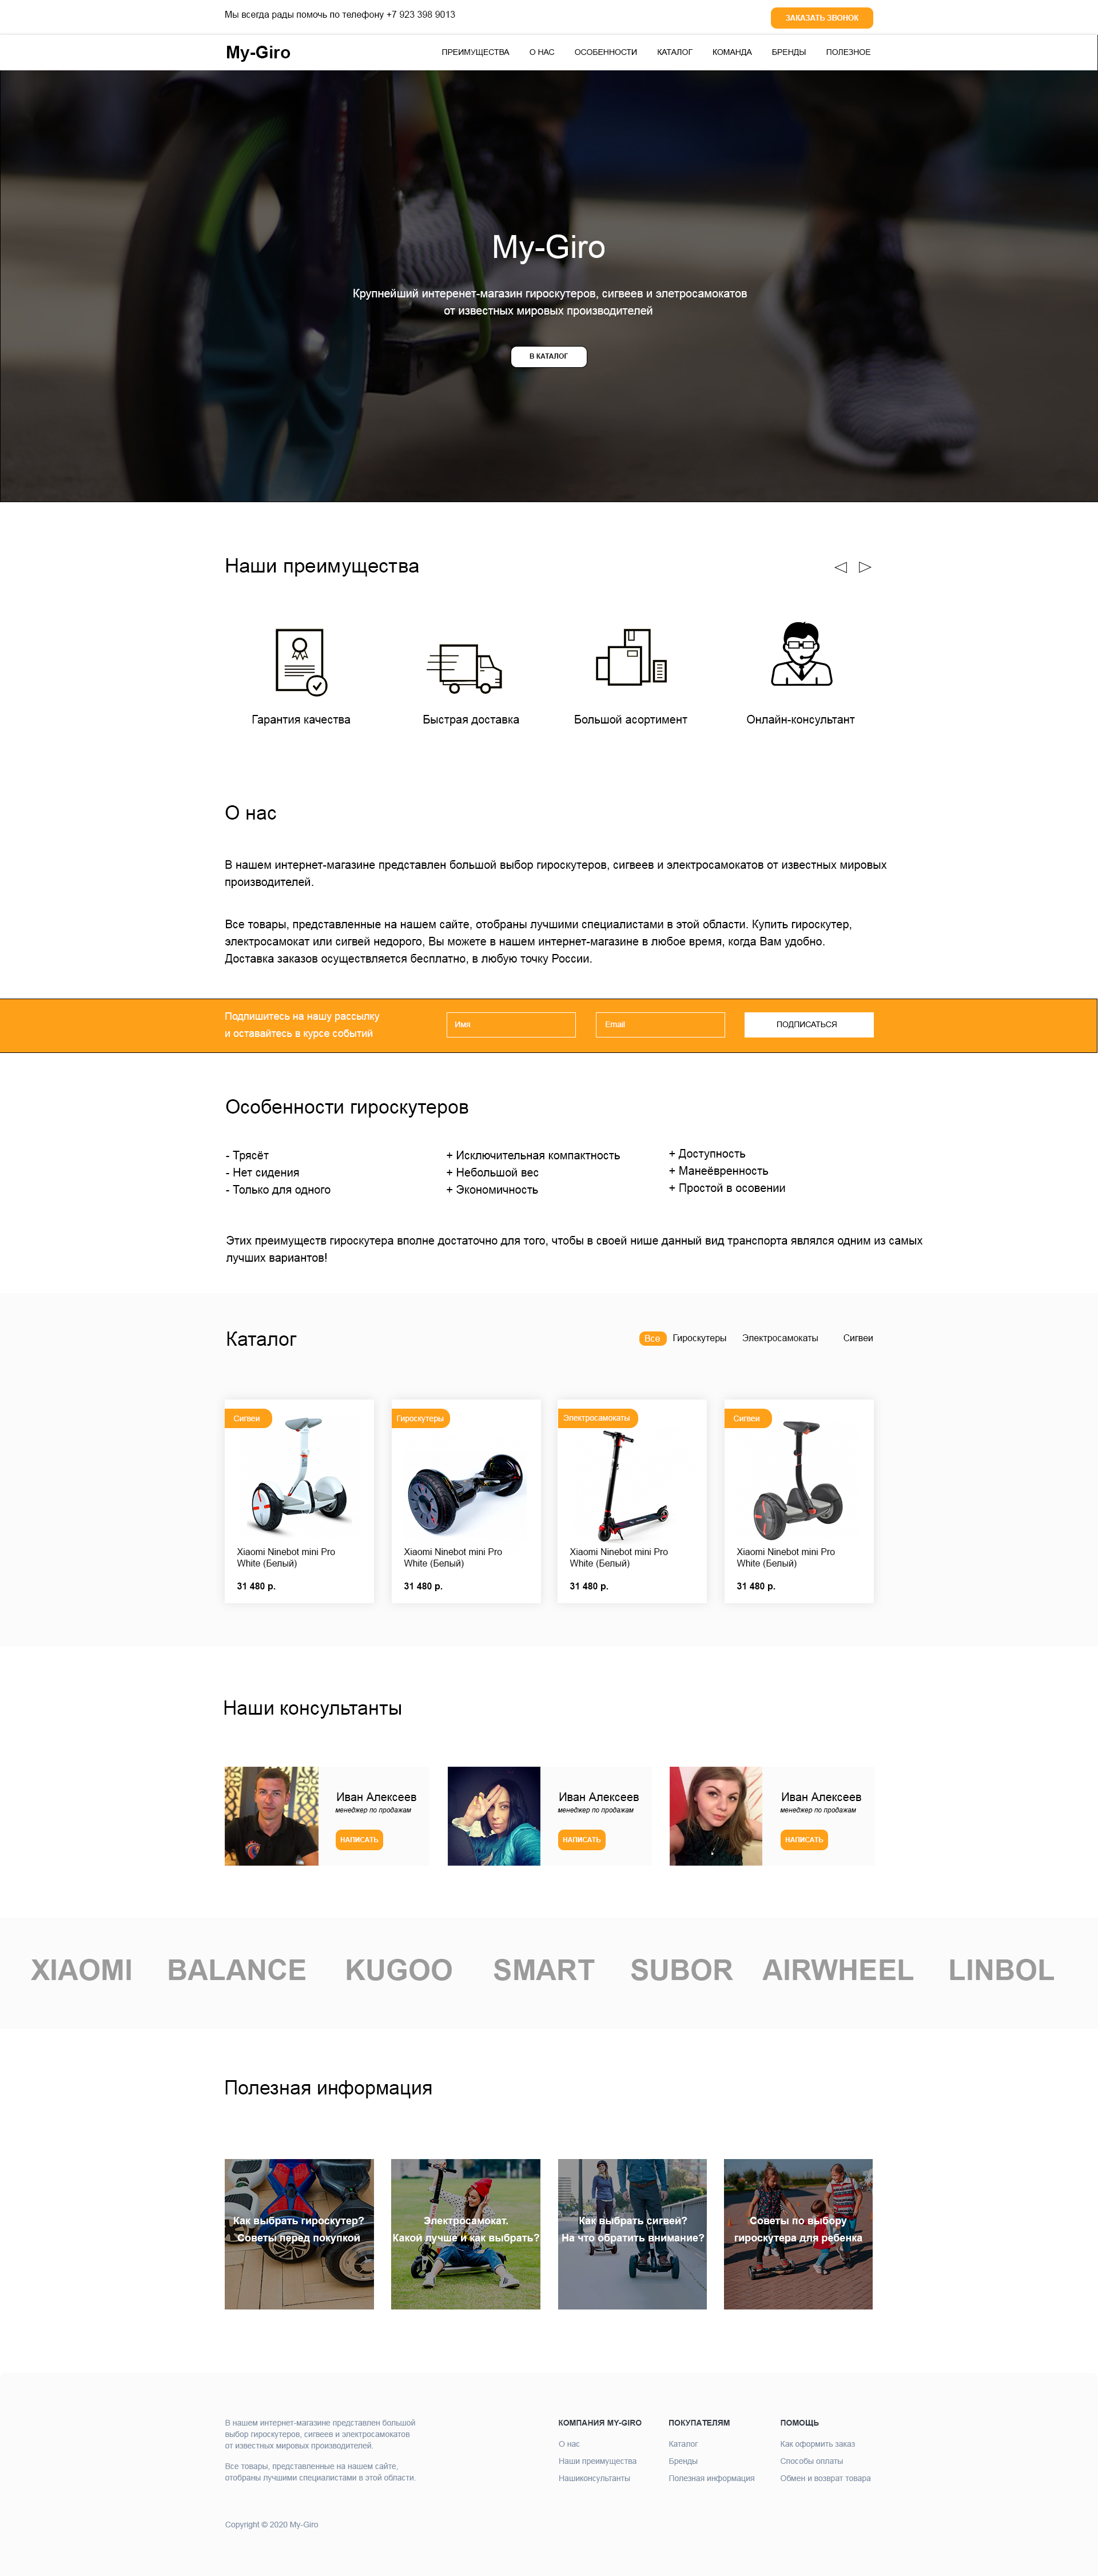 Мы всегда рады помочь по телефону +7 923 398 9013
ЗАКАЗАТЬ ЗВОНОК
My-Giro
ПРЕИМУЩЕСТВА О НАС ОСОБЕННОСТИ КАТАЛОГ КОМАНДА БРЕНДЫ ПОЛЕЗНОЕ
My-Giro
Крупнейший интеренет-магазин гироскутеров, сигвеев и элетросамокатов
от известных мировых производителей
В КАТАЛОГ
Наши преимущества
Гарантия качества
Быстрая доставка
Большой асортимент
Онлайн-консультант
О нас
В нашем интернет-магазине представлен большой выбор гироскутеров, сигвеев и электросамокатов от известных мировых
производителей.
Все товары, представленные на нашем сайте, отобраны лучшими специалистами в этой области. Купить гироскутер,
электросамокат или сигвей недорого, Вы можете в нашем интернет-магазине в любое время, когда Вам удобно.
Доставка заказов осуществляется бесплатно, в любую точку России.
Подпишитесь на нашу рассылку
и оставайтесь в курсе событий
Имя
Email
ПОДПИСАТЬСЯ
Особенности гироскутеров
- Трясёт
- Нет сидения
- Только для одного
+ Исключительная компактность
+ Небольшой вес
+ Экономичность
+ Доступность
+ Манеёвренность
+ Простой в осовении
Этих преимуществ гироскутера вполне достаточно для того, чтобы в своей нише данный вид транспорта являлся одним из самых
лучших вариантов!
Каталог
Все Гироскутеры Электросамокаты Сигвеи
Сигвеи
Xiaomi Ninebot mini Pro
White (Белый)
31 480 р.
Гироскутеры
Xiaomi Ninebot mini Pro
White (Белый)
31 480 р.
Электросамокаты
Xiaomi Ninebot mini Pro
White (Белый)
31 480 р.
Сигвеи
Xiaomi Ninebot mini Pro
White (Белый)
31 480 р.
Наши консультанты
Иван Алексеев
менеджер по продажам
НАПИСАТЬ
Иван Алексеев
менеджер по продажам
НАПИСАТЬ
Иван Алексеев
менеджер по продажам
НАПИСАТЬ
XIAOMI BALANCE KUGOO SMART SUBOR AIRWHEEL LINBOL
Полезная информация
Как выбрать гироскутер?
Советы перед покупкой
Электросамокат.
Какой лучше и как выбрать?
Как выбрать сигвей?
На что обратить внимание?
Советы по выбору
гироскутера для ребенка
В нашем интернет-магазине представлен большой
выбор гироскутеров, сигвеев и электросамокатов
от известных мировых производителей.
Все товары, представленные на нашем сайте,
отобраны лучшими специалистами в этой области.
Copyright © 2020 My-Giro
КОМПАНИЯ MY-GIRO
О нас
Наши преимущества
Нашиконсультанты
ПОКУПАТЕЛЯМ
Каталог
Бренды
Полезная информация
ПОМОЩЬ
Как оформить заказ
Способы оплаты
Обмен и возврат товара